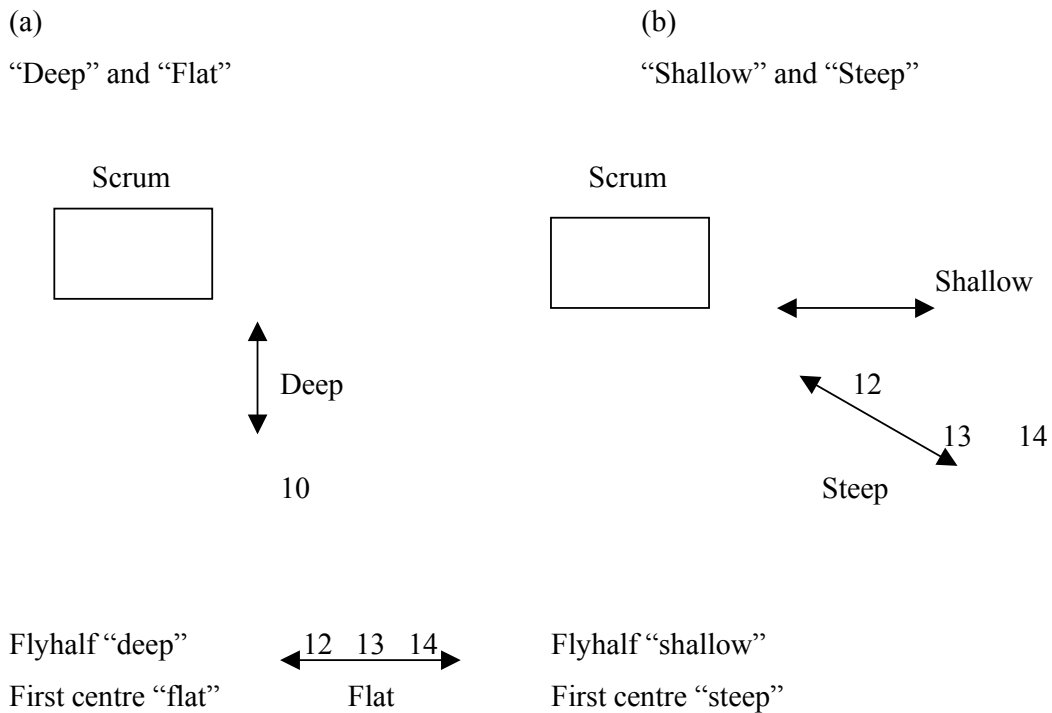 (a)
“Deep” and “Flat”
Scrum
Deep
10
Flyhalf “deep”
12 13 14
First centre “flat”
Flat
(b)
“Shallow” and “Steep”
Scrum
Shallow
12
13 14
Steep
Flyhalf “shallow”
First centre “steep”